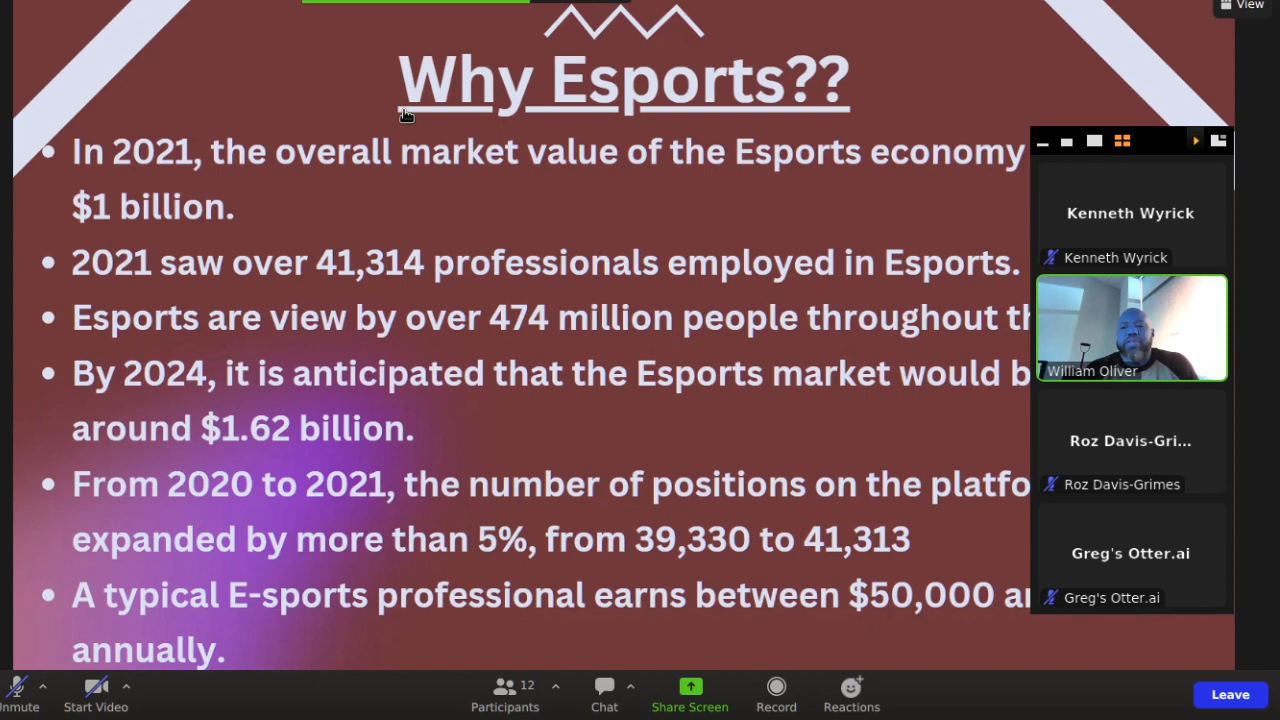 View
Why Esports??
• In 2021, the overall market value of the Esports economy
$1 billion.
• 2021 saw over 41,314 professionals employed in Esports.
• Esports are view by over 474 million people throughout
• By 2024, it is anticipated that the Esports market would
around $1.62 billion.
• From 2020 to 2021, the number of positions on the platfo
expanded by more than 5%, from 39,330 to 41,313
• A typical E-sports professional earns between $50,000
annually.
Kenneth Wyrick
Kenneth Wyrick
William Oliver
Roz Davis-Gri...
Roz Davis-Grimes
Greg's Otter.ai
Greg's Otter.ai
Unmute
Start Video
12
Participants
Chat
Share Screen
Record
Reactions
Leave